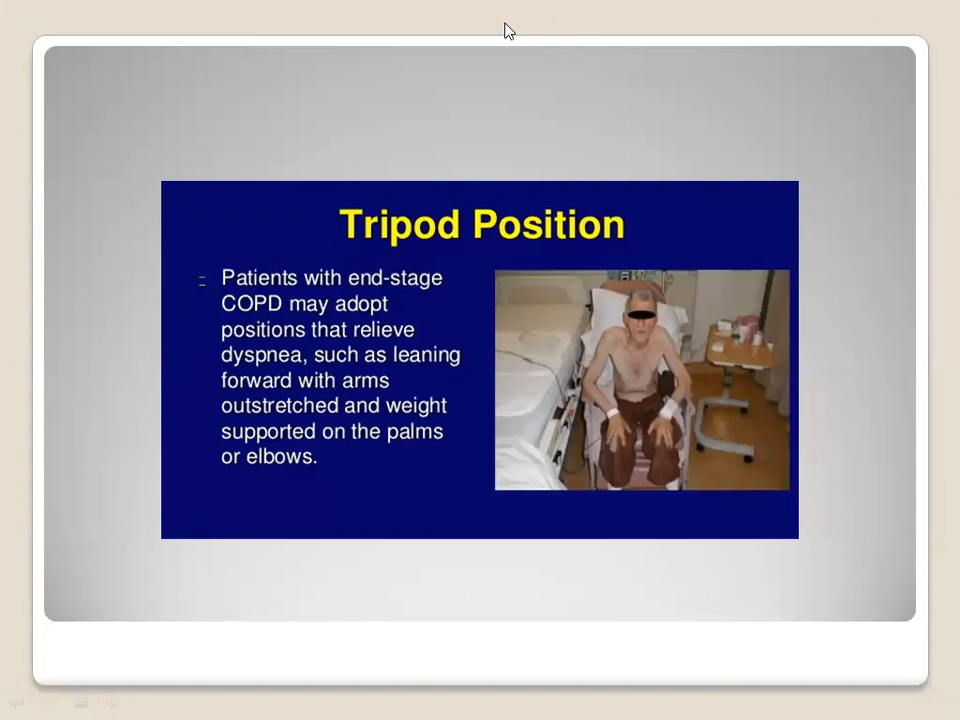 Tripod Position
Patients with end-stage
COPD may adopt
positions that relieve
dyspnea, such as leaning
forward with arms
outstretched and weight
supported on the palms
or elbows.